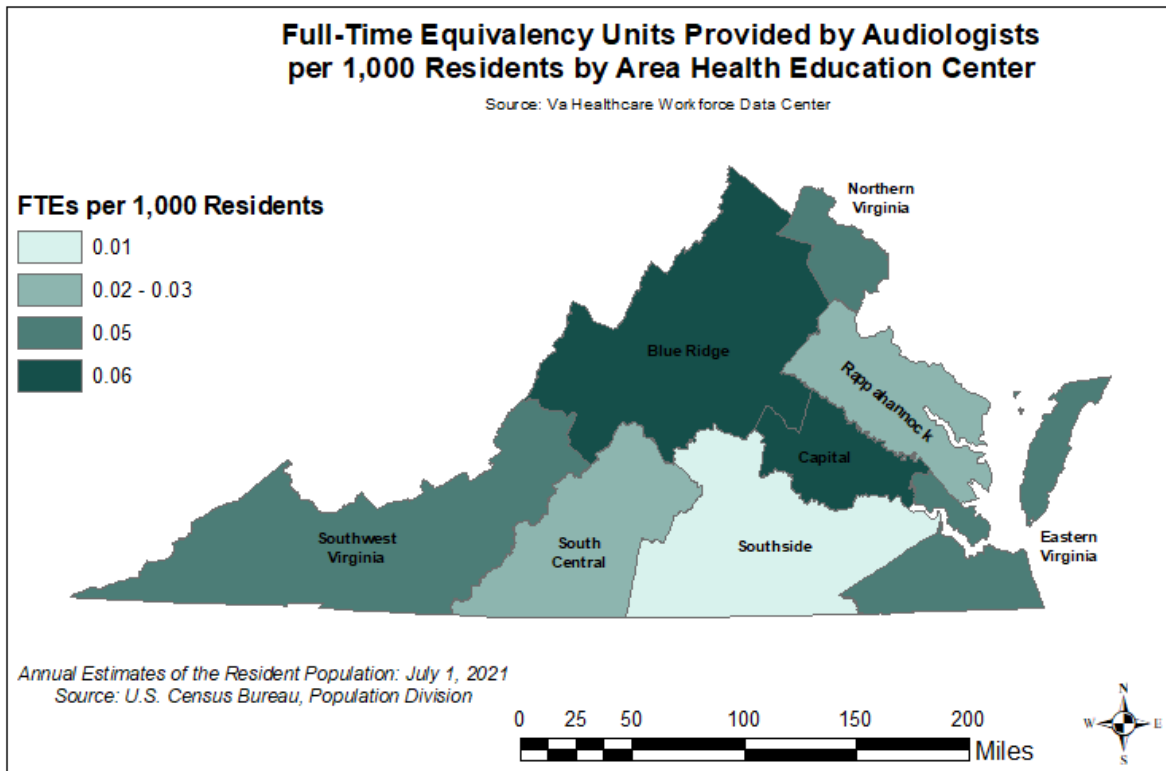 Full-Time Equivalency Units Provided by Audiologists
per 1,000 Residents by Area Health Education Center
Source: Va Healthcare Workforce Data Center
FTEs per 1,000 Residents
0.01
0.02 - 0.03
0.05
0.06
Northern
Virginia
Blue Ridge
Rappahannock
Capital
Southwest
Virginia
South
Central
Southside
Eastern
Virginia
Annual Estimates of the Resident Population: July 1, 2021
Source: U.S. Census Bureau, Population Division
0 25 50 100 150 200
Miles
N
W E
S